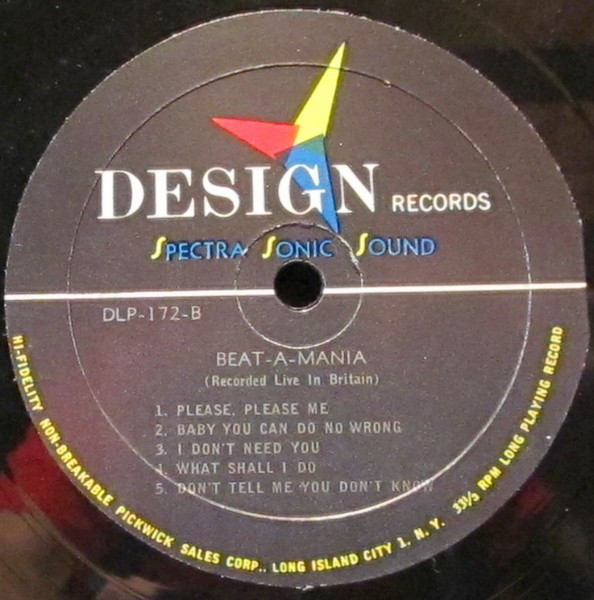 DESIGN RECORDS
SPECTRA SONIC SOUND
DLP-172-B
BEAT-A-MANIA
(Recorded Live In Britain)
1. PLEASE, PLEASE ME
2. BABY YOU CAN DO NO WRONG
3. I DON'T NEED YOU
4. WHAT SHALL I DO
5. DON'T TELL ME YOU DON'T KNOW
HI-FIDELITY NON-BREAKABLE PICKWICK SALES CORP., LONG ISLAND CITY 1, N. Y. 33⅓ RPM LONG PLAYING RECORD